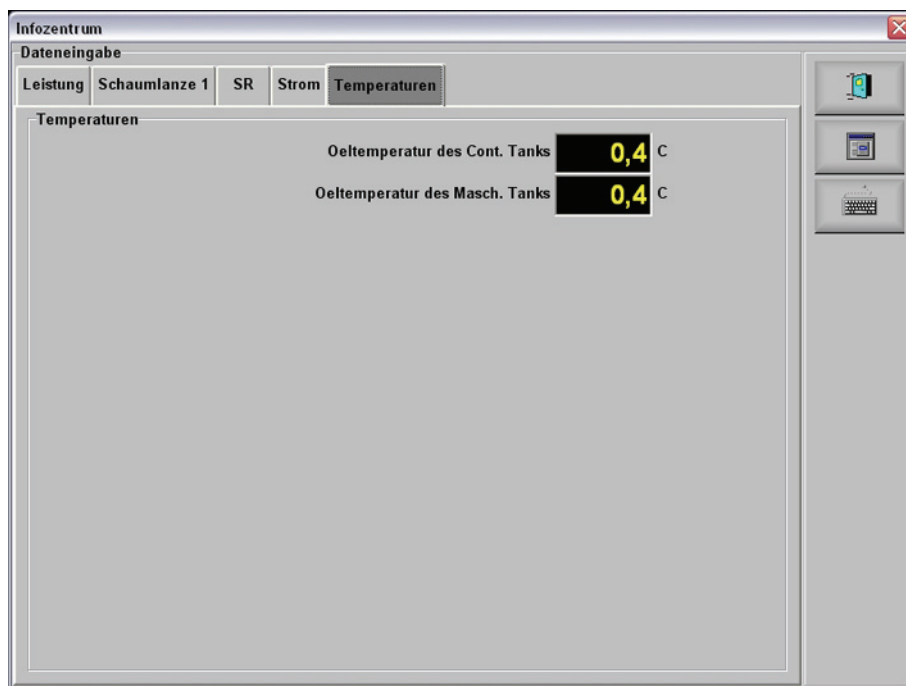 Infozentrum
Dateneingabe
Leistung Schaumlanze 1 SR Strom Temperaturen
Temperaturen
Oeltemperatur des Cont. Tanks 0,4 C
Oeltemperatur des Masch. Tanks 0,4 C